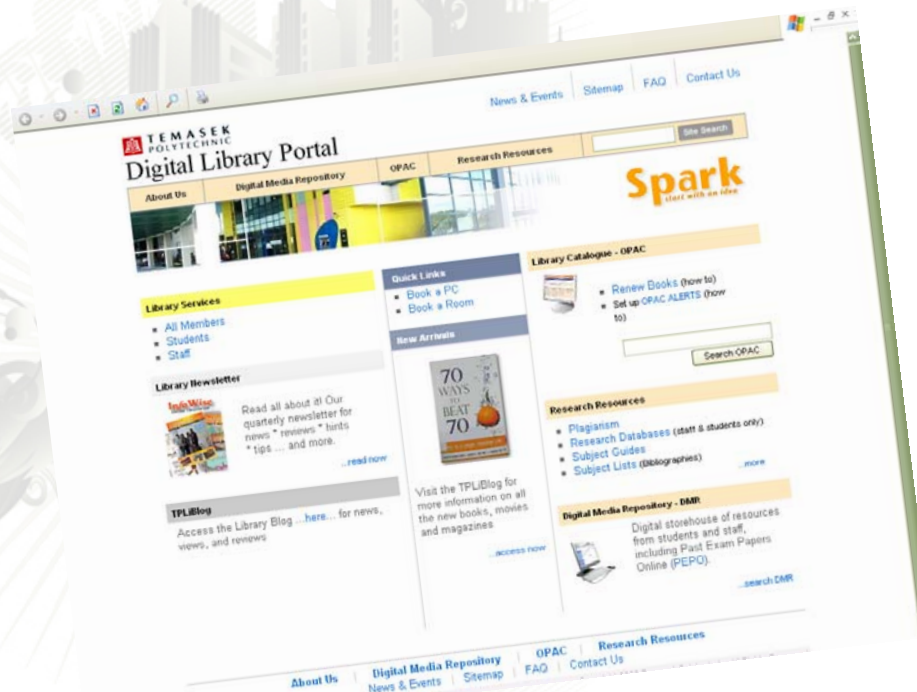 News & Events | Sitemap | FAQ | Contact Us
TEMASEK
POLYTECHNIC
Digital Library Portal
About Us
Digital Media Repository
OPAC
Research Resources
Site Search
Spark
start with an idea
Library Services
All Members
Students
Staff
Library Newsletter
InfoWise
Read all about it! Our
quarterly newsletter for
news * reviews * hints
* tips ... and more.
...read now
TPLiBlog
Access the Library Blog ...here... for news,
views, and reviews
Quick Links
Book a PC
Book a Room
New Arrivals
70
WAYS
TO
BEAT
70
Visit the TPLiBlog for
more information on all
the new books, movies
and magazines
...access now
Library Catalogue - OPAC
Renew Books (how to)
Set up OPAC ALERTS (how
to)
Search OPAC
Research Resources
Plagiarism
Research Databases (staff & students only)
Subject Guides
Subject Lists (Bibliographies)
...more
Digital Media Repository - DMR
Digital storehouse of resources
from students and staff,
including Past Exam Papers
Online (PEPO).
...search DMR
About Us | Digital Media Repository | OPAC | Research Resources
News & Events | Sitemap | FAQ | Contact Us